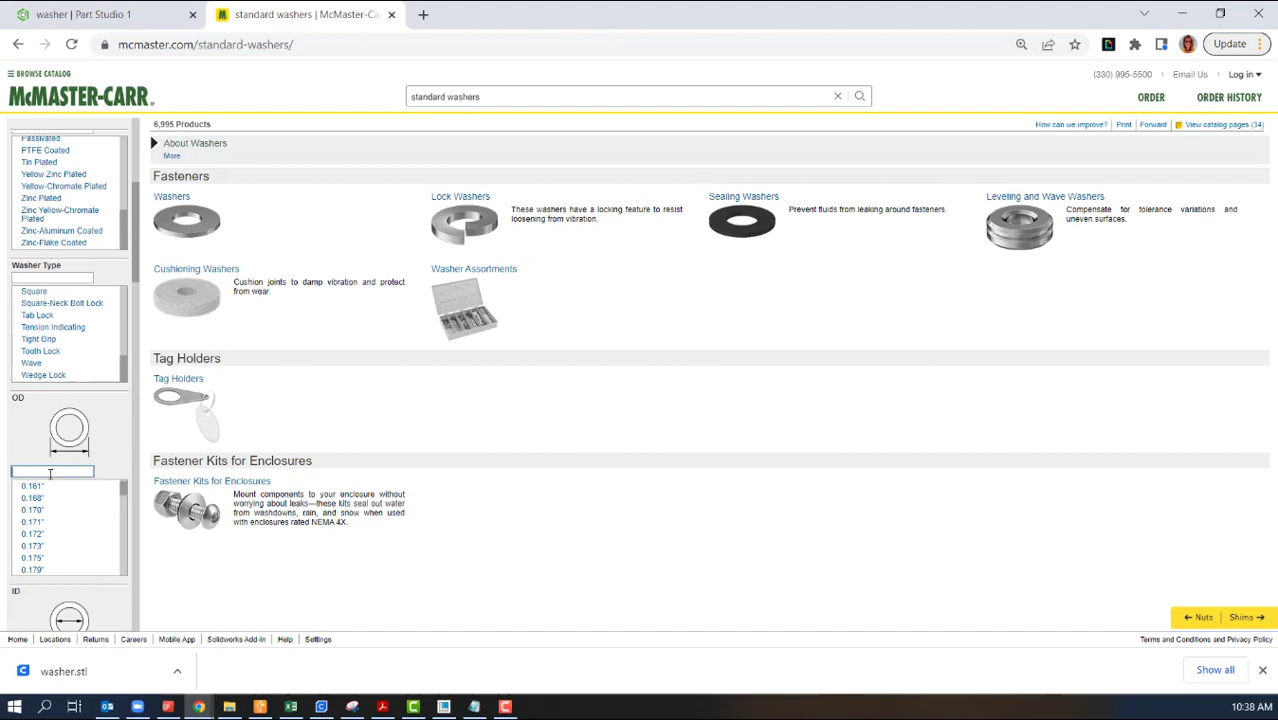 washer | Part Studio 1
standard washers | McMaster-Ca
mcmaster.com/standard-washers/
Update
BROWSE CATALOG
(330) 995-5500
Email Us
Log in
McMASTER-CARR
standard washers
ORDER
ORDER HISTORY
6,995 Products
How can we improve?
Print
Forward
View catalog pages (34)
About Washers
More
Passivated
PTFE Coated
Tin Plated
Yellow Zinc Plated
Yellow-Chromate Plated
Zinc Plated
Zinc Yellow-Chromate
Plated
Zinc-Aluminum Coated
Zinc-Flake Coated
Washer Type
Square
Square-Neck Bolt Lock
Tab Lock
Tension Indicating
Tight Grip
Tooth Lock
Wave
Wedge Lock
OD
0.161"
0.168"
0.170"
0.171"
0.172"
0.173"
0.175"
0.179"
ID
Fasteners
Washers
Lock Washers
These washers have a locking feature to resist
loosening from vibration.
Sealing Washers
Prevent fluids from leaking around fasteners.
Leveling and Wave Washers
Compensate for tolerance variations and
uneven surfaces.
Cushioning Washers
Cushion joints to damp vibration and protect
from wear.
Washer Assortments
Tag Holders
Tag Holders
Fastener Kits for Enclosures
Fastener Kits for Enclosures
Mount components to your enclosure without
worrying about leaks—these kits seal out water
from washdowns, rain, and snow when used
with enclosures rated NEMA 4X.
Nuts
Shims
Home
Locations
Returns
Careers
Mobile App
Solidworks Add-In
Help
Settings
Terms and Conditions and Privacy Policy
washer.stl
Show all
10:38 AM